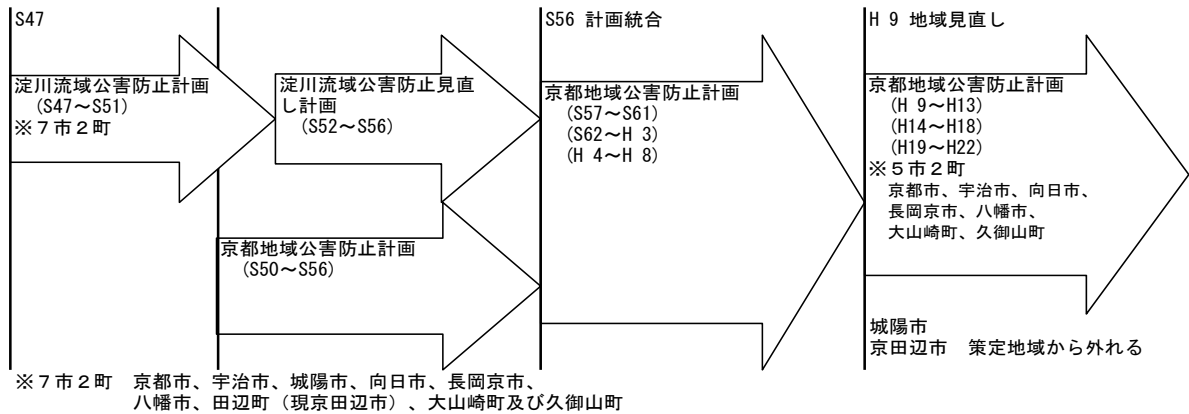 S47
淀川流域公害防止計画
(S47～S51)
※７市２町
淀川流域公害防止見直
し計画
(S52～S56)
京都地域公害防止計画
(S50～S56)
S56 計画統合
京都地域公害防止計画
(S57～S61)
(S62～H 3)
(H 4～H 8)
H 9 地域見直し
京都地域公害防止計画
(H 9～H13)
(H14～H18)
(H19～H22)
※５市２町
京都市、宇治市、向日市、
長岡京市、八幡市、
大山崎町、久御山町
城陽市
京田辺市　策定地域から外れる
※７市２町　京都市、宇治市、城陽市、向日市、長岡京市、
八幡市、田辺町（現京田辺市）、大山崎町及び久御山町